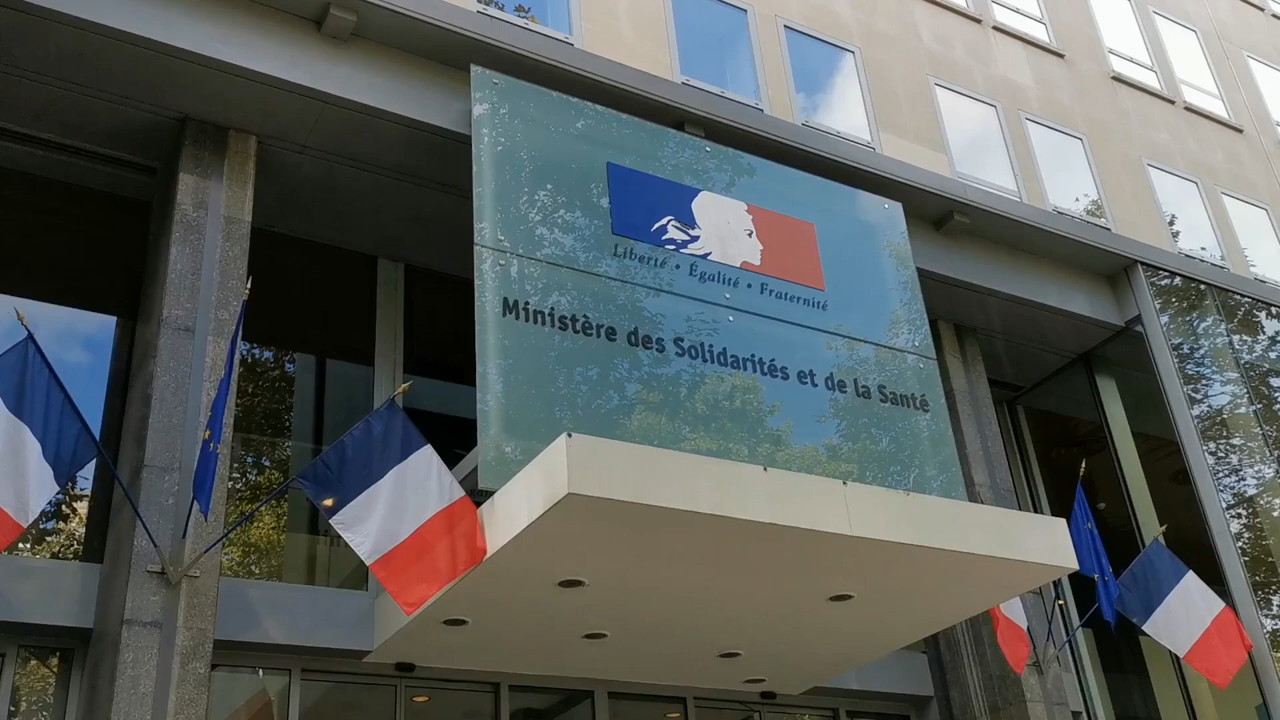 Liberté • Égalité • Fraternité
Ministère des Solidarités et de la Santé